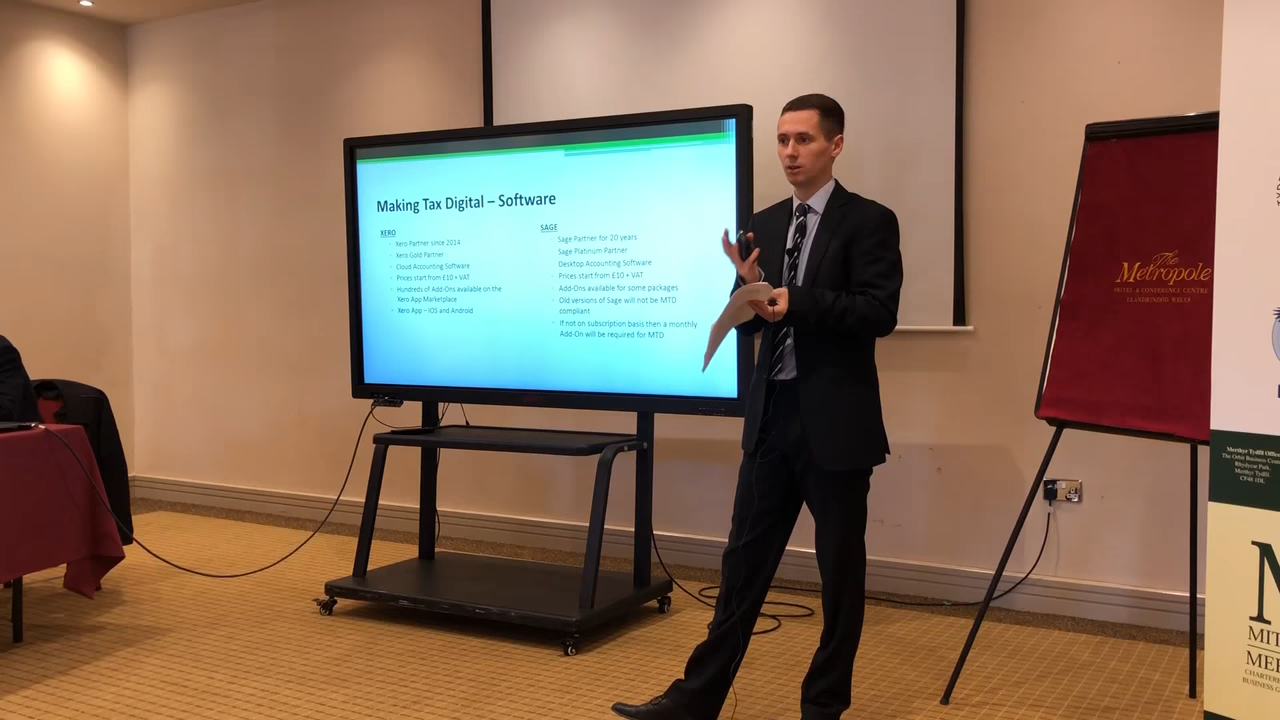 Making Tax Digital – Software
XERO
Xero Partner since 2014
Xero Gold Partner
Cloud Accounting Software
Prices start from £10 + VAT
Hundreds of Add-Ons available on the
Xero App Marketplace
Xero App – IOS and Android
SAGE
Sage Partner for 20 years
Sage Platinum Partner
Desktop Accounting Software
Prices start from £10 + VAT
Add-Ons available for some packages
Old versions of Sage will not be MTD
compliant
If not on subscription basis then a monthly
Add-On will be required for MTD
The
Metropole
& CONFERENCE CENTRE
LLANDRINDOD WELLS
Merthyr Tydfil Office
The Orbit Business
Rhydycar Park,
Merthyr Tydfil
CF48 1DL
M
MIT
ME
BUSINESS